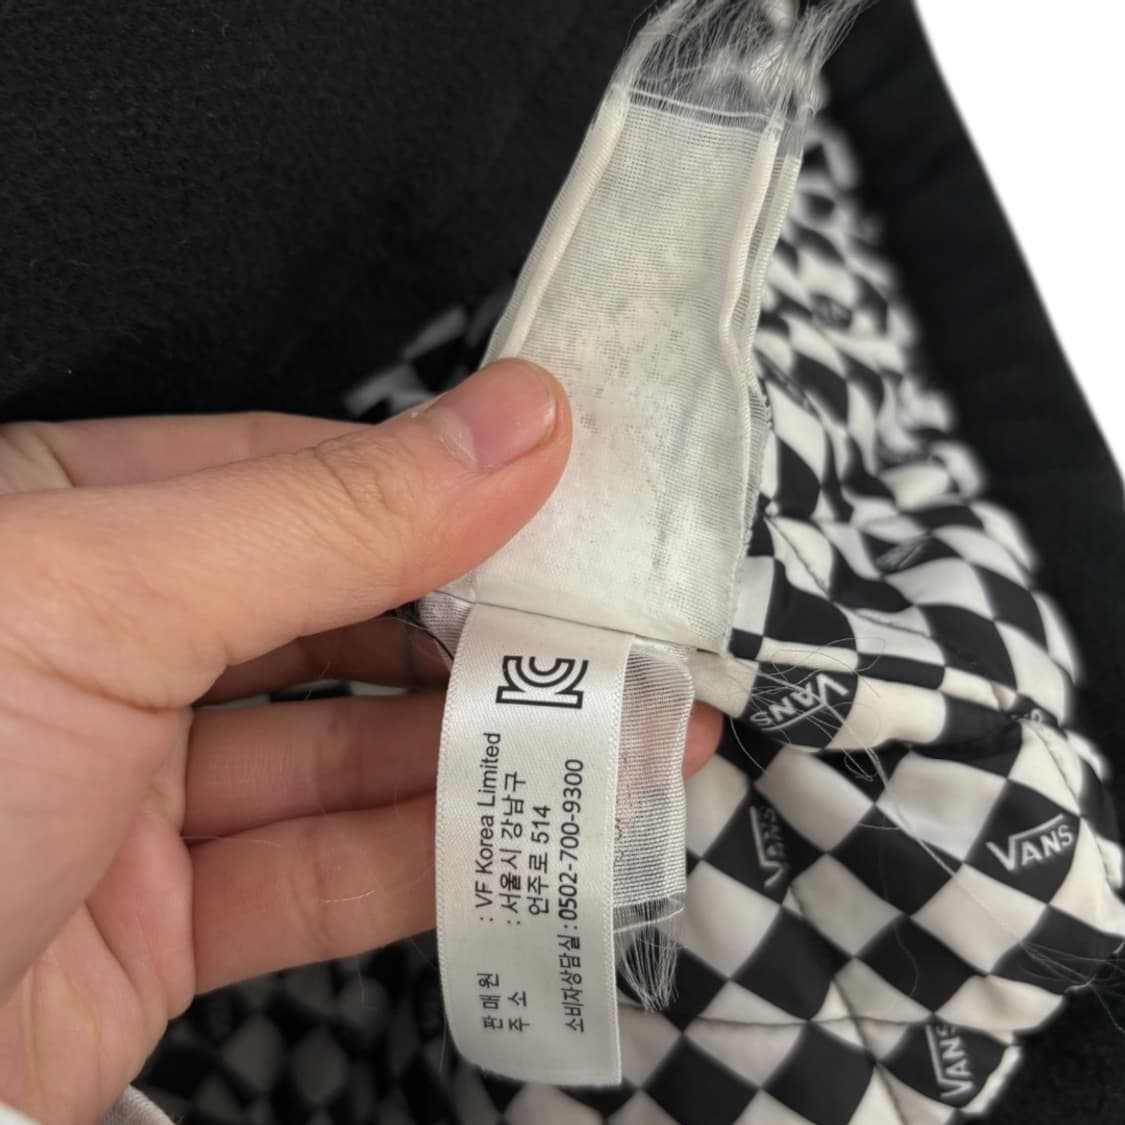 KC
판매원 : VF Korea Limited
주 소 : 서울시 강남구
언주로 514
소비자상담실 : 0502-700-9300
VANS
VANS
VANS
VANS